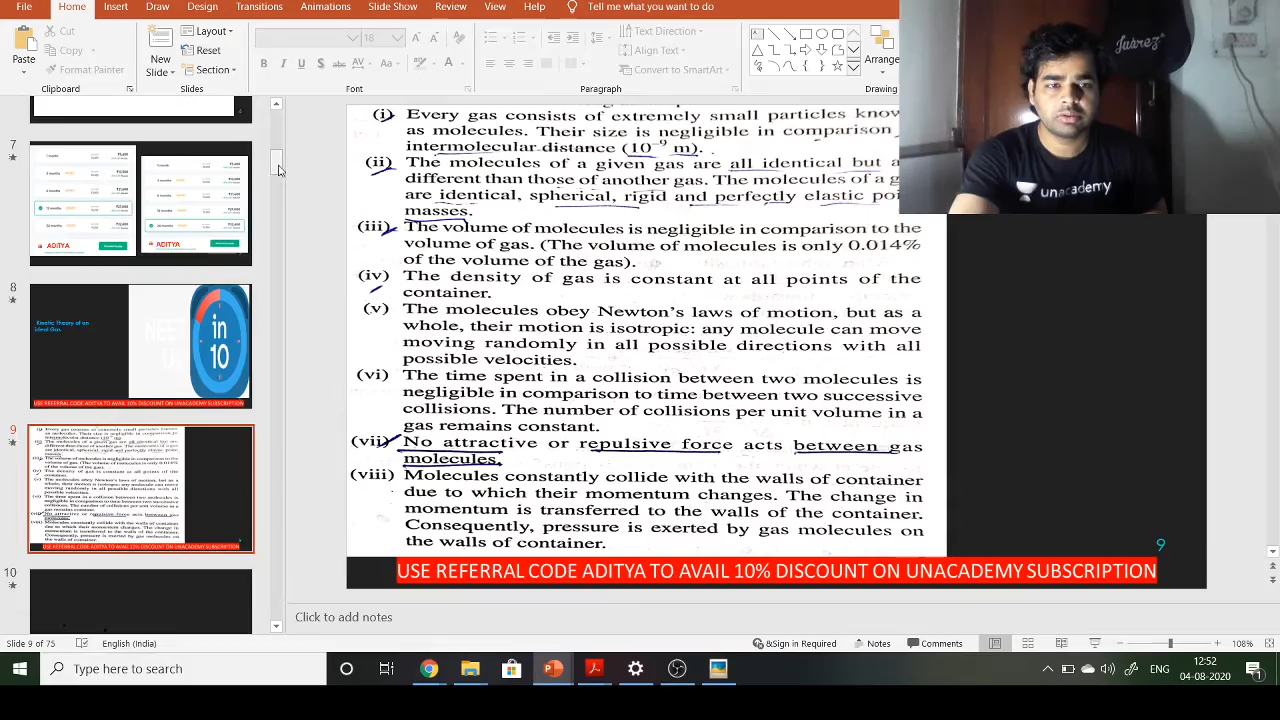 File Home Insert Draw Design Transitions Animations Slide Show Review View Help Tell me what you want to do
Cut
Copy
Format Painter
Paste
Clipboard
New Slide
Layout
Reset
Section
Slides
18
B I U S abc AV Aa A
Font
Text Direction
Align Text
Convert to SmartArt
Paragraph
Arrange
Drawing
Juárez
unacademy
7
ADITYA
ADITYA
8
Kinetic Theory of an
Ideal Gas.
in
10
USE REFERRAL CODE ADITYA TO AVAIL 10% DISCOUNT ON UNACADEMY SUBSCRIPTION
9
10
(i) Every gas consists of extremely small particles know
as molecules. Their size is negligible in comparison
intermolecular distance (10⁻⁹ m).
(ii) The molecules of a given gas are all identical but a
different than those of another gas. The molecules of a g
are identical, spherical, rigid and perfectly elastic poi
masses.
(iii) The volume of molecules is negligible in comparison to the
volume of gas. (The volume of molecules is only 0.014%
of the volume of the gas).
(iv) The density of gas is constant at all points of the
container.
(v) The molecules obey Newton's laws of motion, but as a
whole, their motion is isotropic: any molecule can move
moving randomly in all possible directions with all
possible velocities.
(vi) The time spent in a collision between two molecules is
negligible in comparison to time between two successive
collisions. The number of collisions per unit volume in a
gas remains constant.
(vii) No attractive or repulsive force acts between gas
molecules.
(viii) Molecules constantly collide with the walls of container
due to which their momentum changes. The change in
momentum is transferred to the walls of the container.
Consequently, pressure is exerted by gas molecules on
the walls of container.
9
USE REFERRAL CODE ADITYA TO AVAIL 10% DISCOUNT ON UNACADEMY SUBSCRIPTION
Click to add notes
Slide 9 of 75 English (India) &Sign in Required Notes Comments 108%
Type here to search
ENG
12:52
04-08-2020